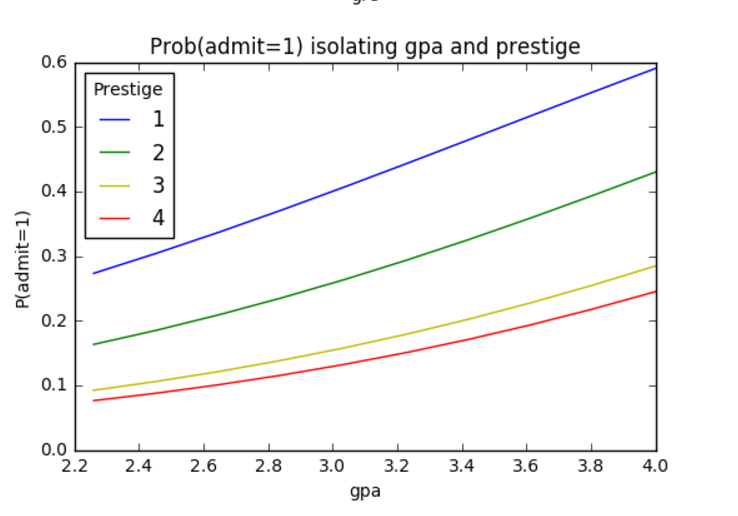 Prob(admit=1) isolating gpa and prestige
0.6
0.5
0.4
0.3
0.2
0.1
0.0
P(admit=1)
Prestige
1
2
3
4
2.2 2.4 2.6 2.8 3.0 3.2 3.4 3.6 3.8 4.0
gpa